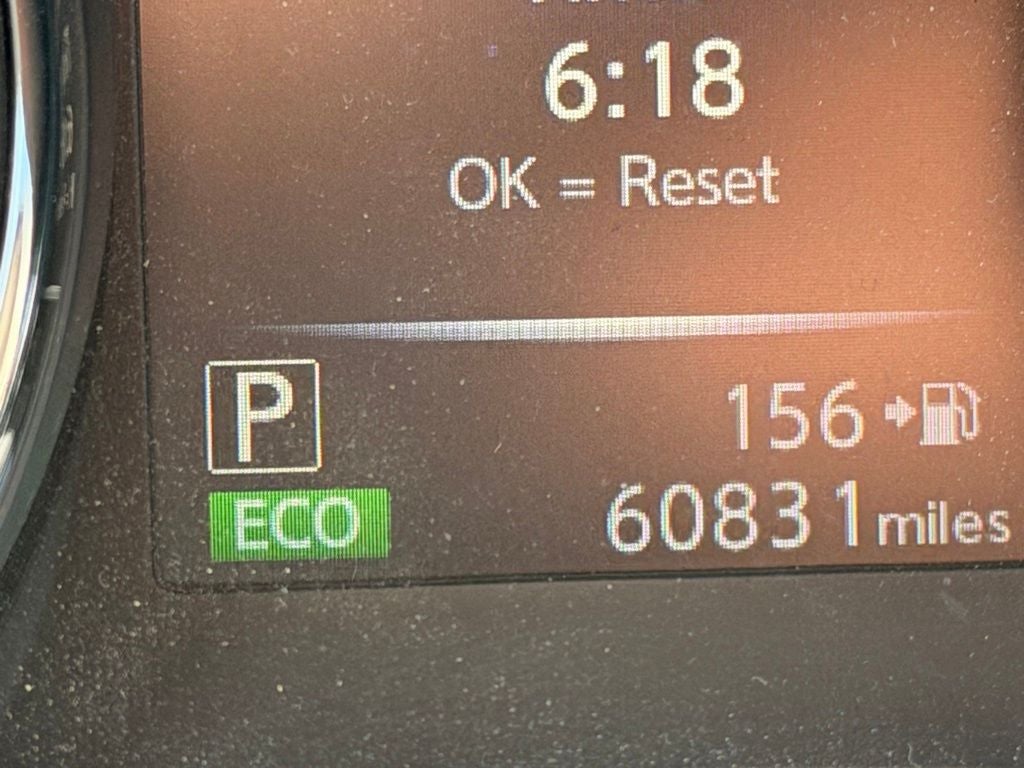 6:18
OK = Reset
P
156
ECO
60831 miles